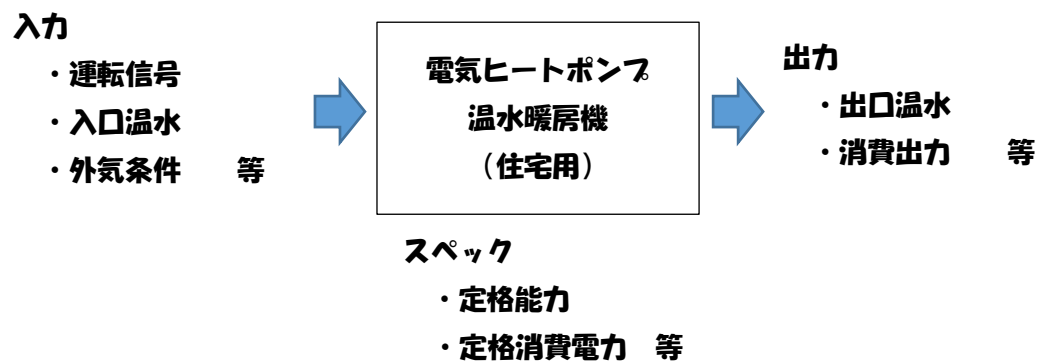 入力
・運転信号
・入口温水
・外気条件　等
電気ヒートポンプ
温水暖房機
（住宅用）
出力
・出口温水
・消費出力　等
スペック
・定格能力
・定格消費電力　等